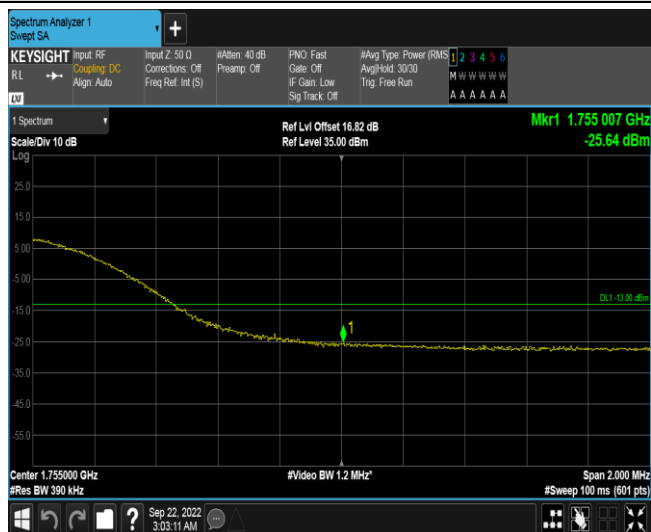 Spectrum Analyzer 1
Swept SA
+
KEYSIGHT
RL
LXI
Input: RF
Coupling: DC
Align: Auto
Input Z: 50 Ω
Corrections: Off
Freq Ref: Int (S)
#Atten: 40 dB
Preamp: Off
PNO: Fast
Gate: Off
IF Gain: Low
Sig Track: Off
#Avg Type: Power (RMS
Avg|Hold: 30/30
Trig: Free Run
1 2 3 4 5 6
M W W W W W
A A A A A A
1 Spectrum
Scale/Div 10 dB
Log
Ref Lvl Offset 16.82 dB
Ref Level 35.00 dBm
Mkr1 1.755 007 GHz
-25.64 dBm
25.0
15.0
5.00
-5.00
-15.0
-25.0
-35.0
-45.0
-55.0
DL1 -13.00 dBm
1
Center 1.755000 GHz
#Res BW 390 kHz
#Video BW 1.2 MHz*
Span 2.000 MHz
#Sweep 100 ms (601 pts)
?
Sep 22, 2022
3:03:11 AM